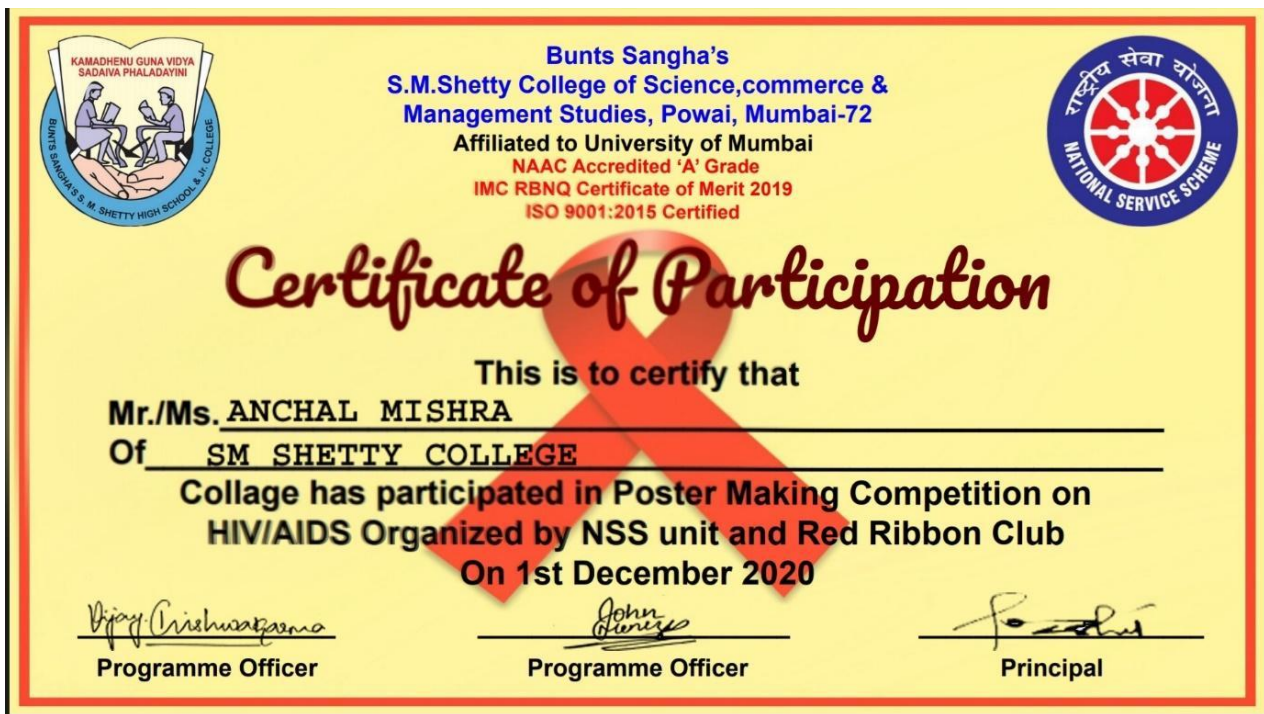 KAMADHENU GUNA VIDYA
SADAIVA PHALADAYINI
BUNTS SANGHA'S S. M. SHETTY HIGH SCHOOL & Jr. COLLEGE
Bunts Sangha's
S.M.Shetty College of Science,commerce &
Management Studies, Powai, Mumbai-72
Affiliated to University of Mumbai
NAAC Accredited 'A' Grade
IMC RBNQ Certificate of Merit 2019
ISO 9001:2015 Certified
राष्ट्रीय सेवा योजना
NATIONAL SERVICE SCHEME
Certificate of Participation
This is to certify that
Mr./Ms. ANCHAL MISHRA
Of SM SHETTY COLLEGE
Collage has participated in Poster Making Competition on
HIV/AIDS Organized by NSS unit and Red Ribbon Club
On 1st December 2020
Vijay Vishwakarma John
Programme Officer Programme Officer Principal